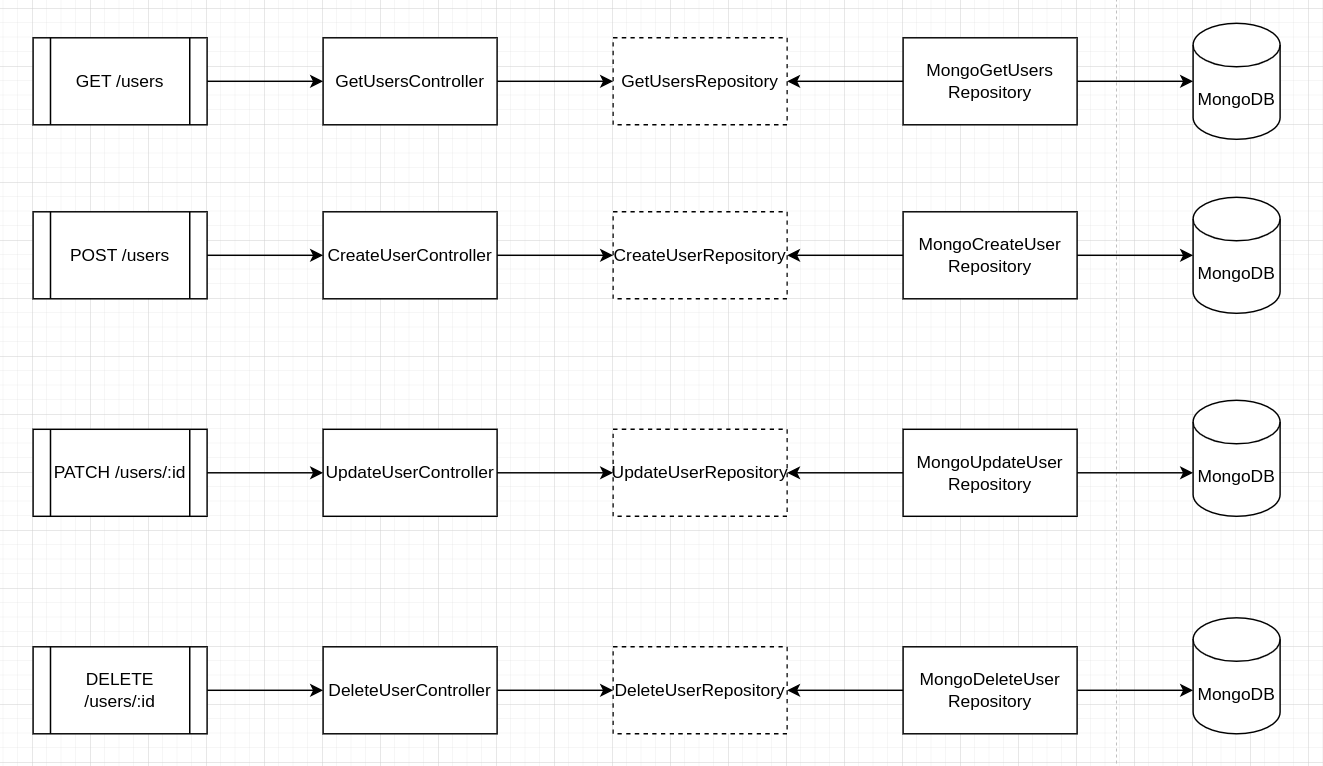 GET /users
GetUsersController
GetUsersRepository
MongoGetUsers
Repository
MongoDB
POST /users
CreateUserController
CreateUserRepository
MongoCreateUser
Repository
MongoDB
PATCH /users/:id
UpdateUserController
UpdateUserRepository
MongoUpdateUser
Repository
MongoDB
DELETE
/users/:id
DeleteUserController
DeleteUserRepository
MongoDeleteUser
Repository
MongoDB